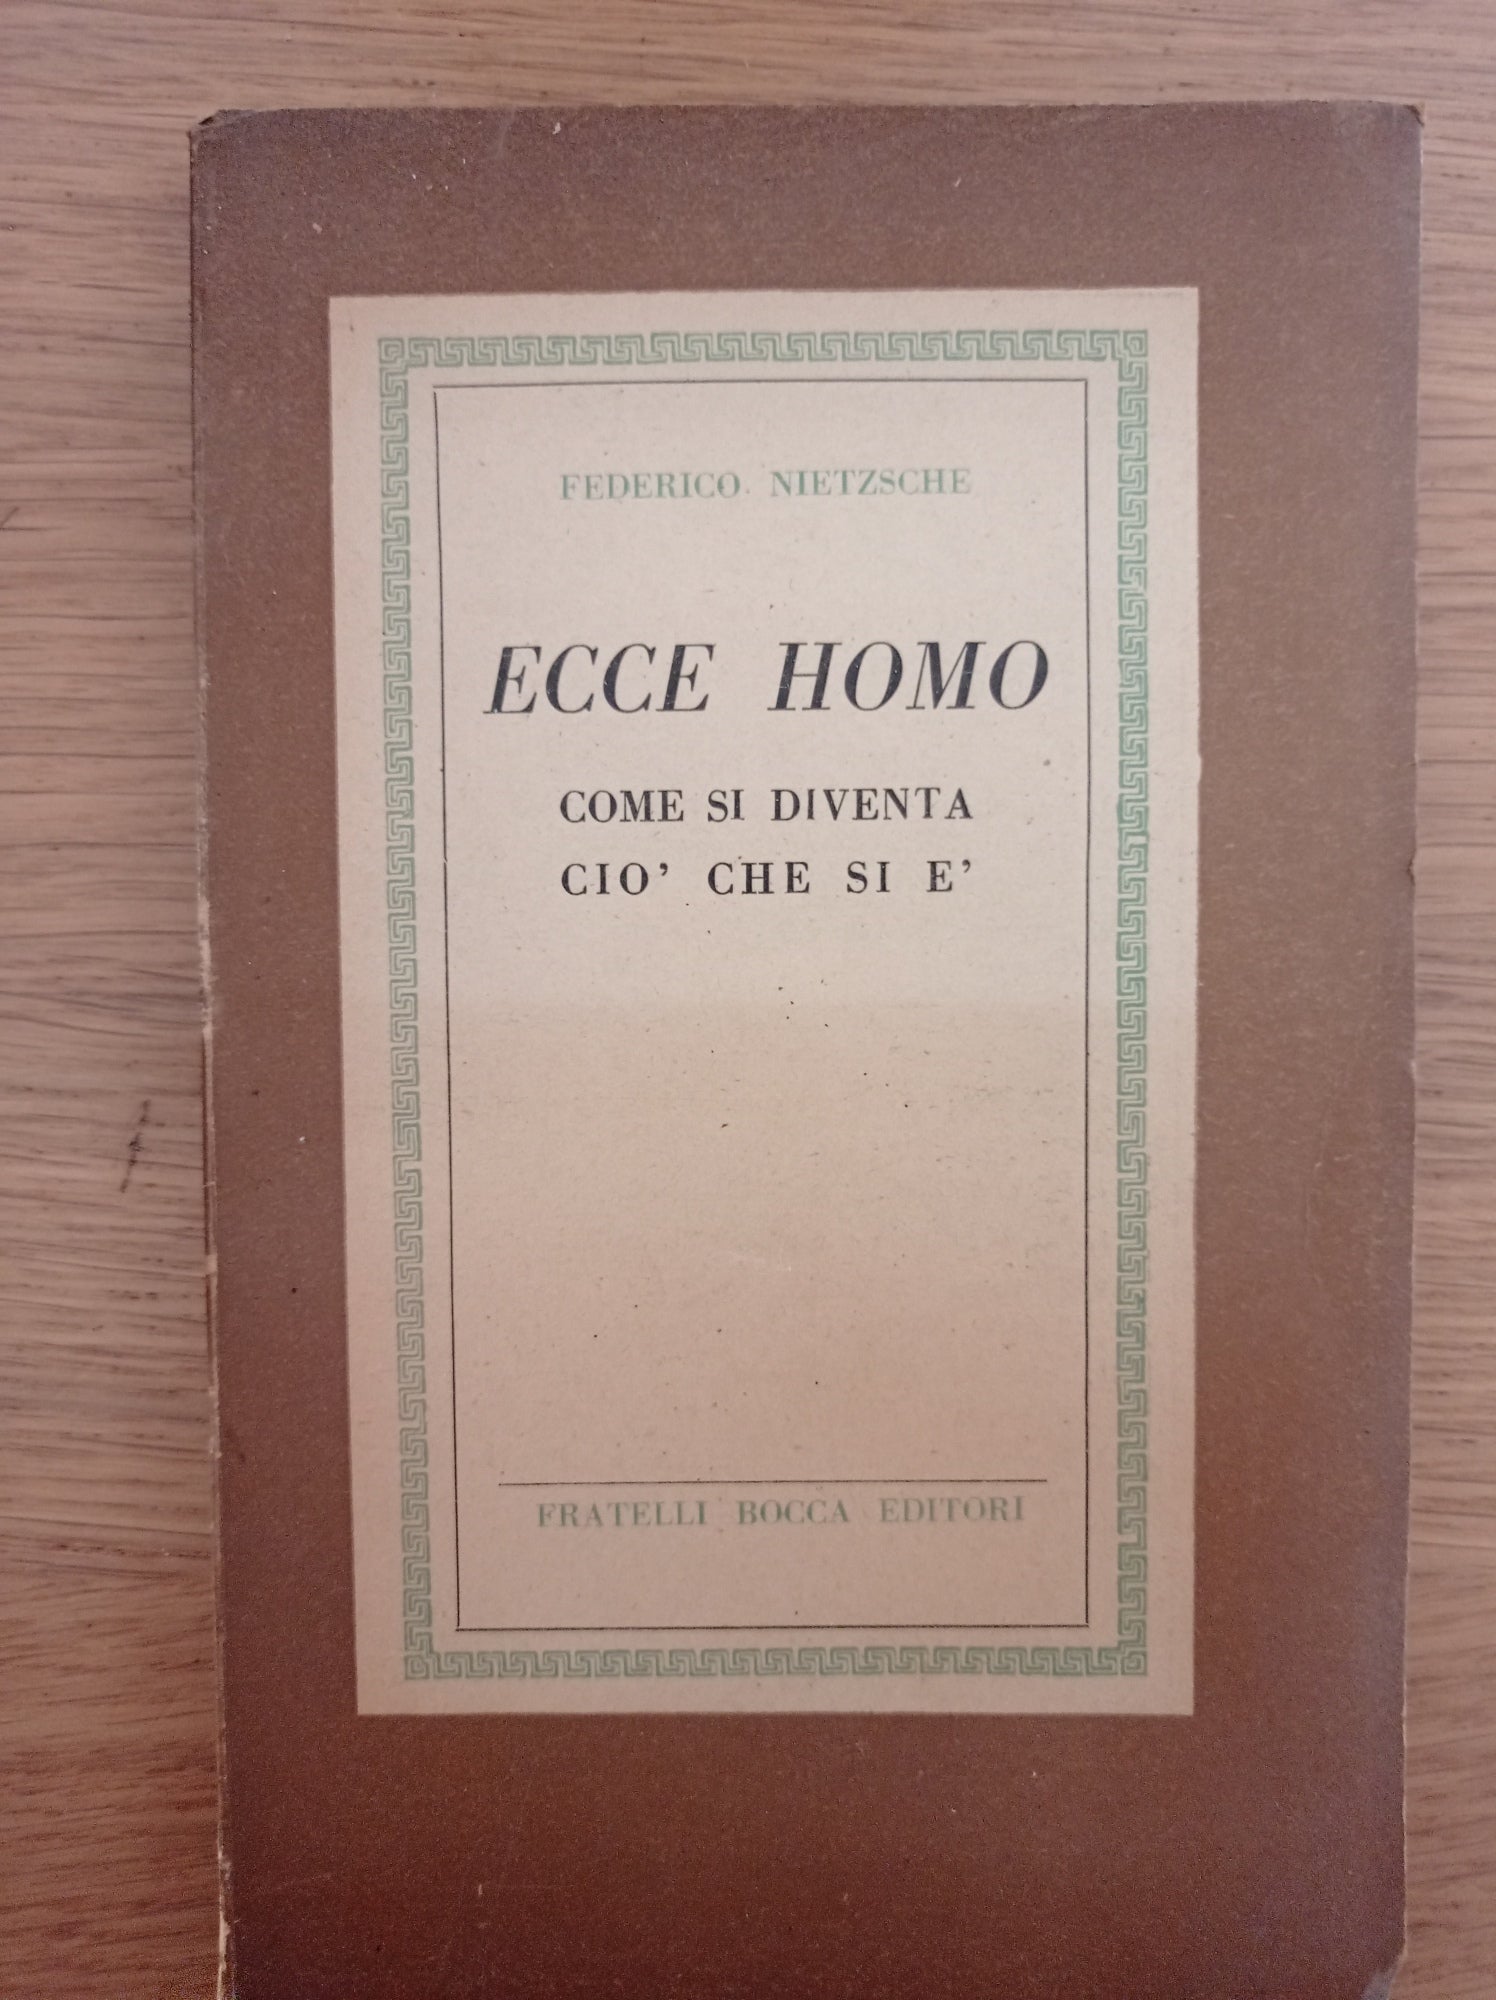 FEDERICO NIETZSCHE
ECCE HOMO
COME SI DIVENTA
CIO' CHE SI E'
FRATELLI BOCCA EDITORI